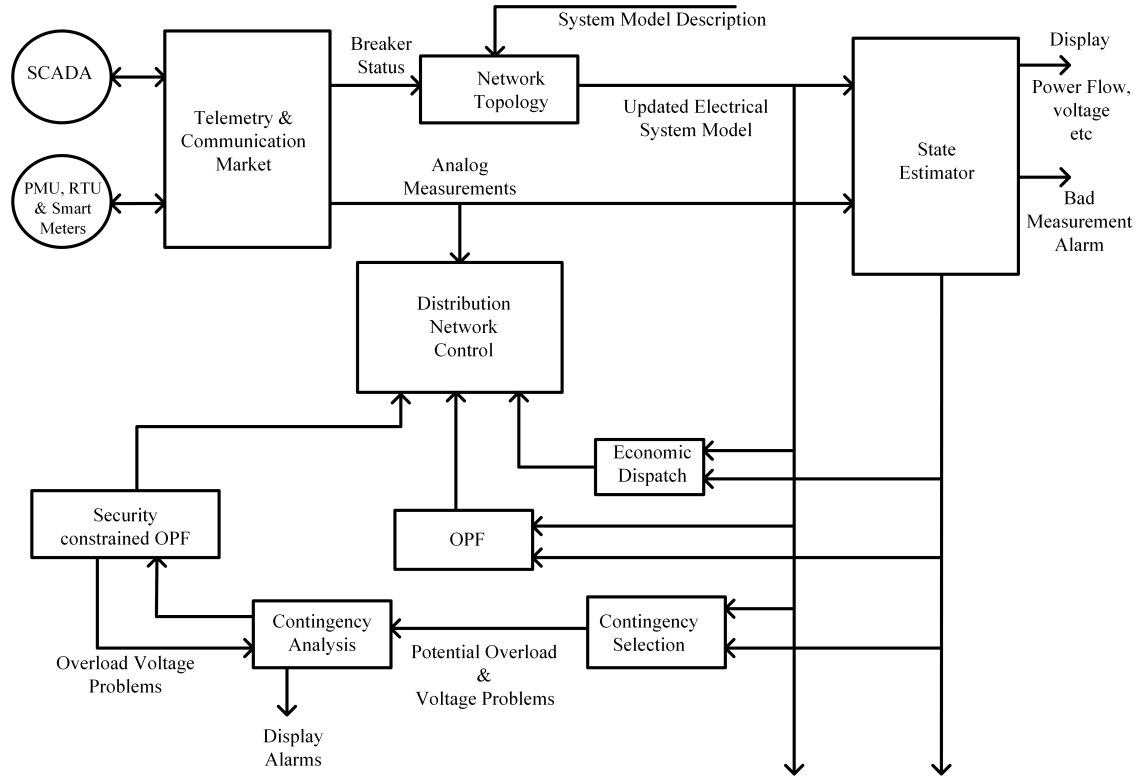 System Model Description
SCADA
Breaker
Status
Network
Topology
Display
Power Flow,
voltage
etc
Telemetry &
Communication
Market
Updated Electrical
System Model
State
Estimator
Analog
Measurements
PMU, RTU
& Smart
Meters
Bad
Measurement
Alarm
Distribution
Network
Control
Economic
Dispatch
Security
constrained OPF
OPF
Contingency
Analysis
Contingency
Selection
Overload Voltage
Problems
Potential Overload
&
Voltage Problems
Display
Alarms